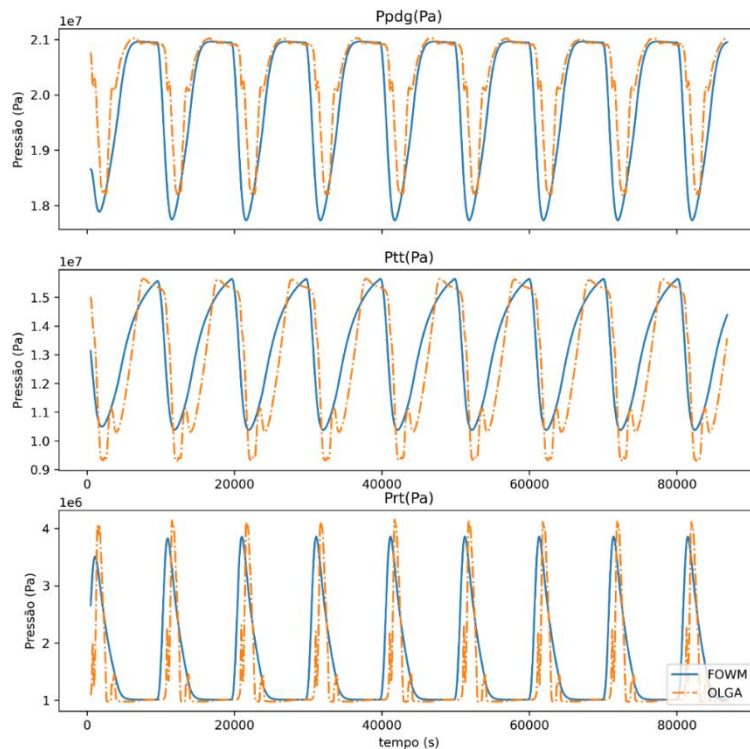 Ppdg(Pa)
1e7
2.1
2.0
1.9
1.8
Pressão (Pa)
Ptt(Pa)
1e7
1.5
1.4
1.3
1.2
1.1
1.0
0.9
Pressão (Pa)
0 20000 40000 60000 80000
Prt(Pa)
1e6
4
3
2
1
Pressão (Pa)
FOWM
OLGA
0 20000 40000 60000 80000
tempo (s)